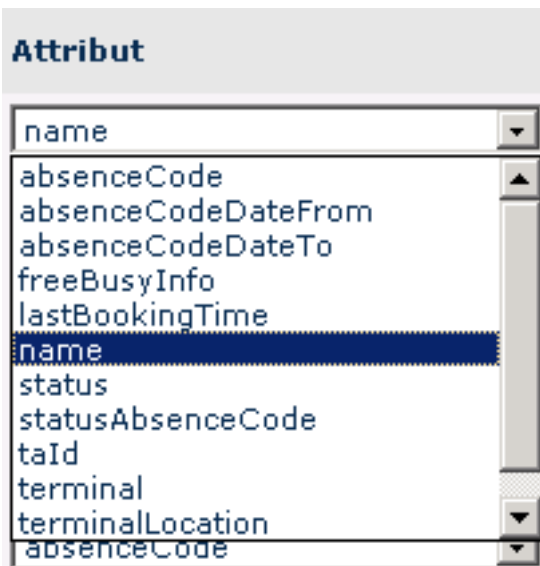 Attribut
name
absenceCode
absenceCodeDateFrom
absenceCodeDateTo
freeBusyInfo
lastBookingTime
name
status
statusAbsenceCode
taId
terminal
terminalLocation
absenceCode